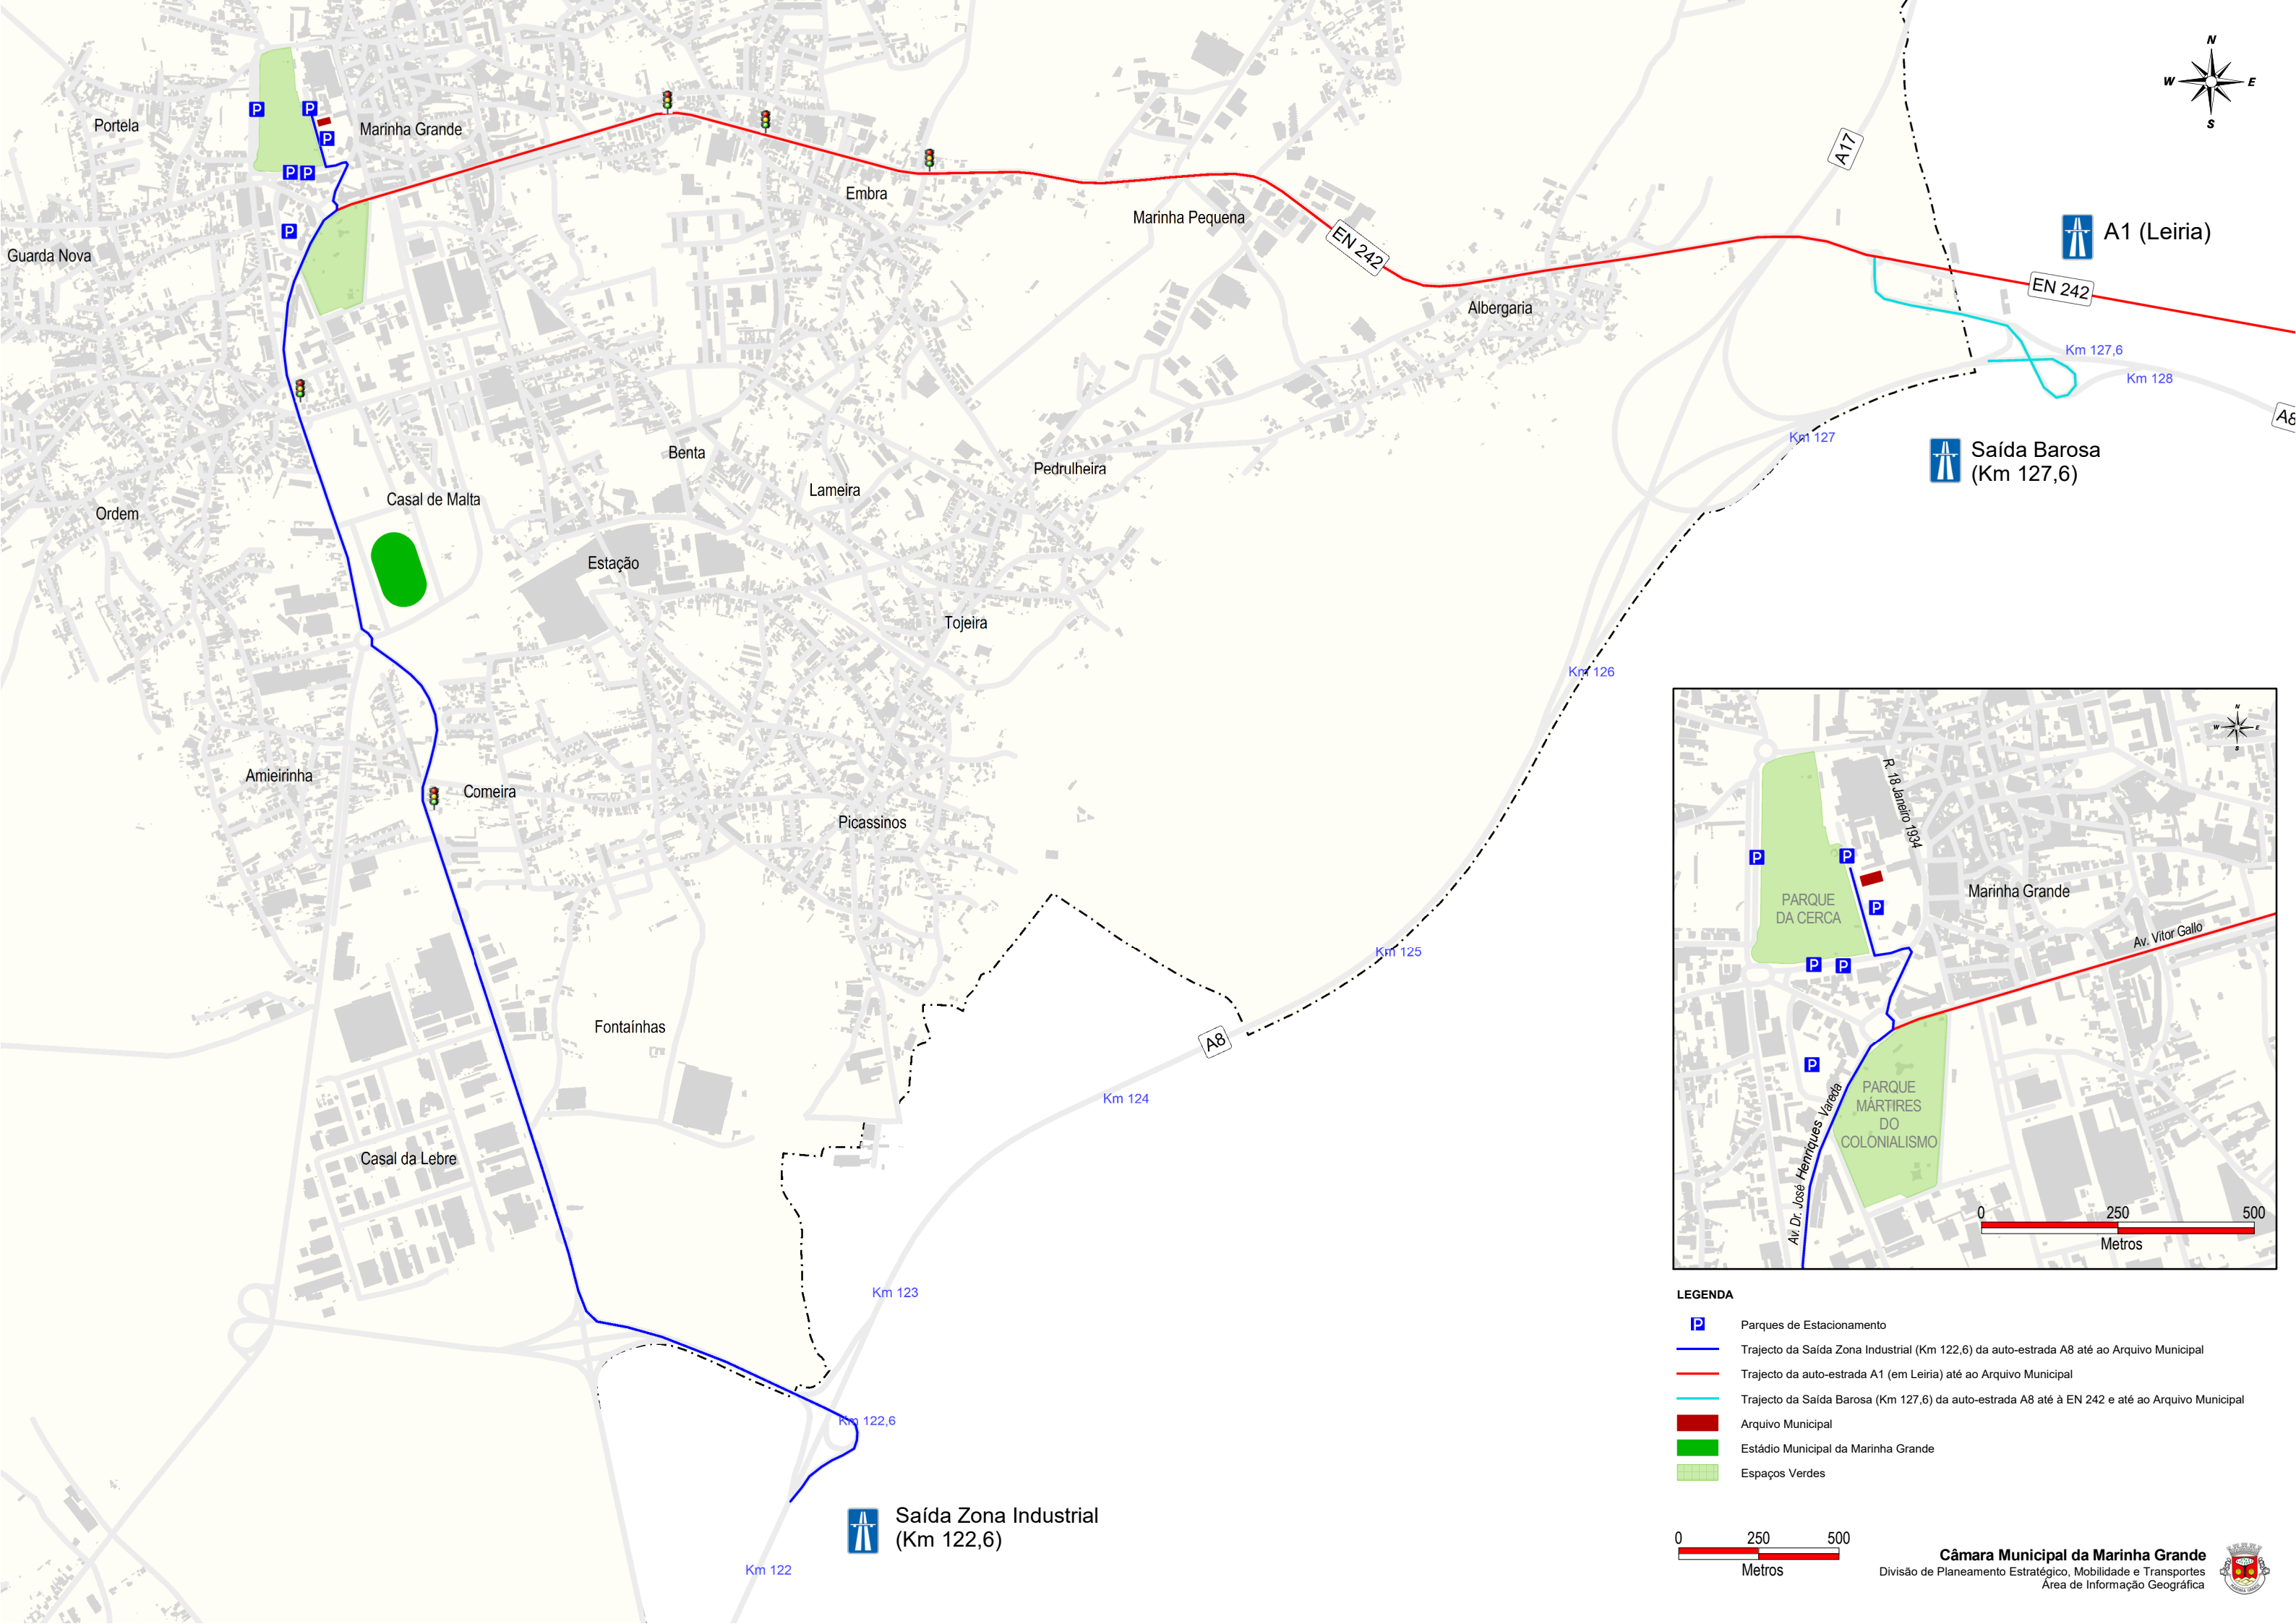 N
W
E
S
Portela
Marinha Grande
Guarda Nova
Embra
Marinha Pequena
A17
EN 242
A1 (Leiria)
EN 242
Albergaria
Km 127,6
Km 128
A8
Km 127
Saída Barosa
(Km 127,6)
Benta
Pedrulheira
Lameira
Casal de Malta
Ordem
Estação
Tojeira
Km 126
Amieirinha
Comeira
Picassinos
Km 125
Fontaínhas
A8
Km 124
Casal da Lebre
Km 123
Km 122,6
Saída Zona Industrial
(Km 122,6)
Km 122
N
W
E
S
R. 18 Janeiro 1934
P
P
P
P
P
P
P
P
P
P
P
P
Marinha Grande
PARQUE
DA CERCA
Av. Vitor Gallo
PARQUE
MÁRTIRES
DO
COLONIALISMO
Av. Dr. José Henriques Vareda
0 250 500
Metros
LEGENDA
P Parques de Estacionamento
Trajecto da Saída Zona Industrial (Km 122,6) da auto-estrada A8 até ao Arquivo Municipal
Trajecto da auto-estrada A1 (em Leiria) até ao Arquivo Municipal
Trajecto da Saída Barosa (Km 127,6) da auto-estrada A8 até à EN 242 e até ao Arquivo Municipal
Arquivo Municipal
Estádio Municipal da Marinha Grande
Espaços Verdes
0 250 500
Metros
Câmara Municipal da Marinha Grande
Divisão de Planeamento Estratégico, Mobilidade e Transportes
Área de Informação Geográfica